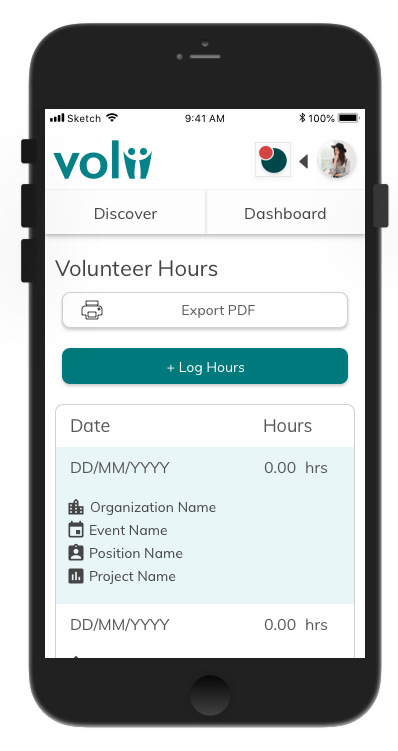 Sketch 9:41 AM 100%
volii
Discover Dashboard
Volunteer Hours
Export PDF
+ Log Hours
Date Hours
DD/MM/YYYY 0.00 hrs
Organization Name
Event Name
Position Name
Project Name
DD/MM/YYYY 0.00 hrs